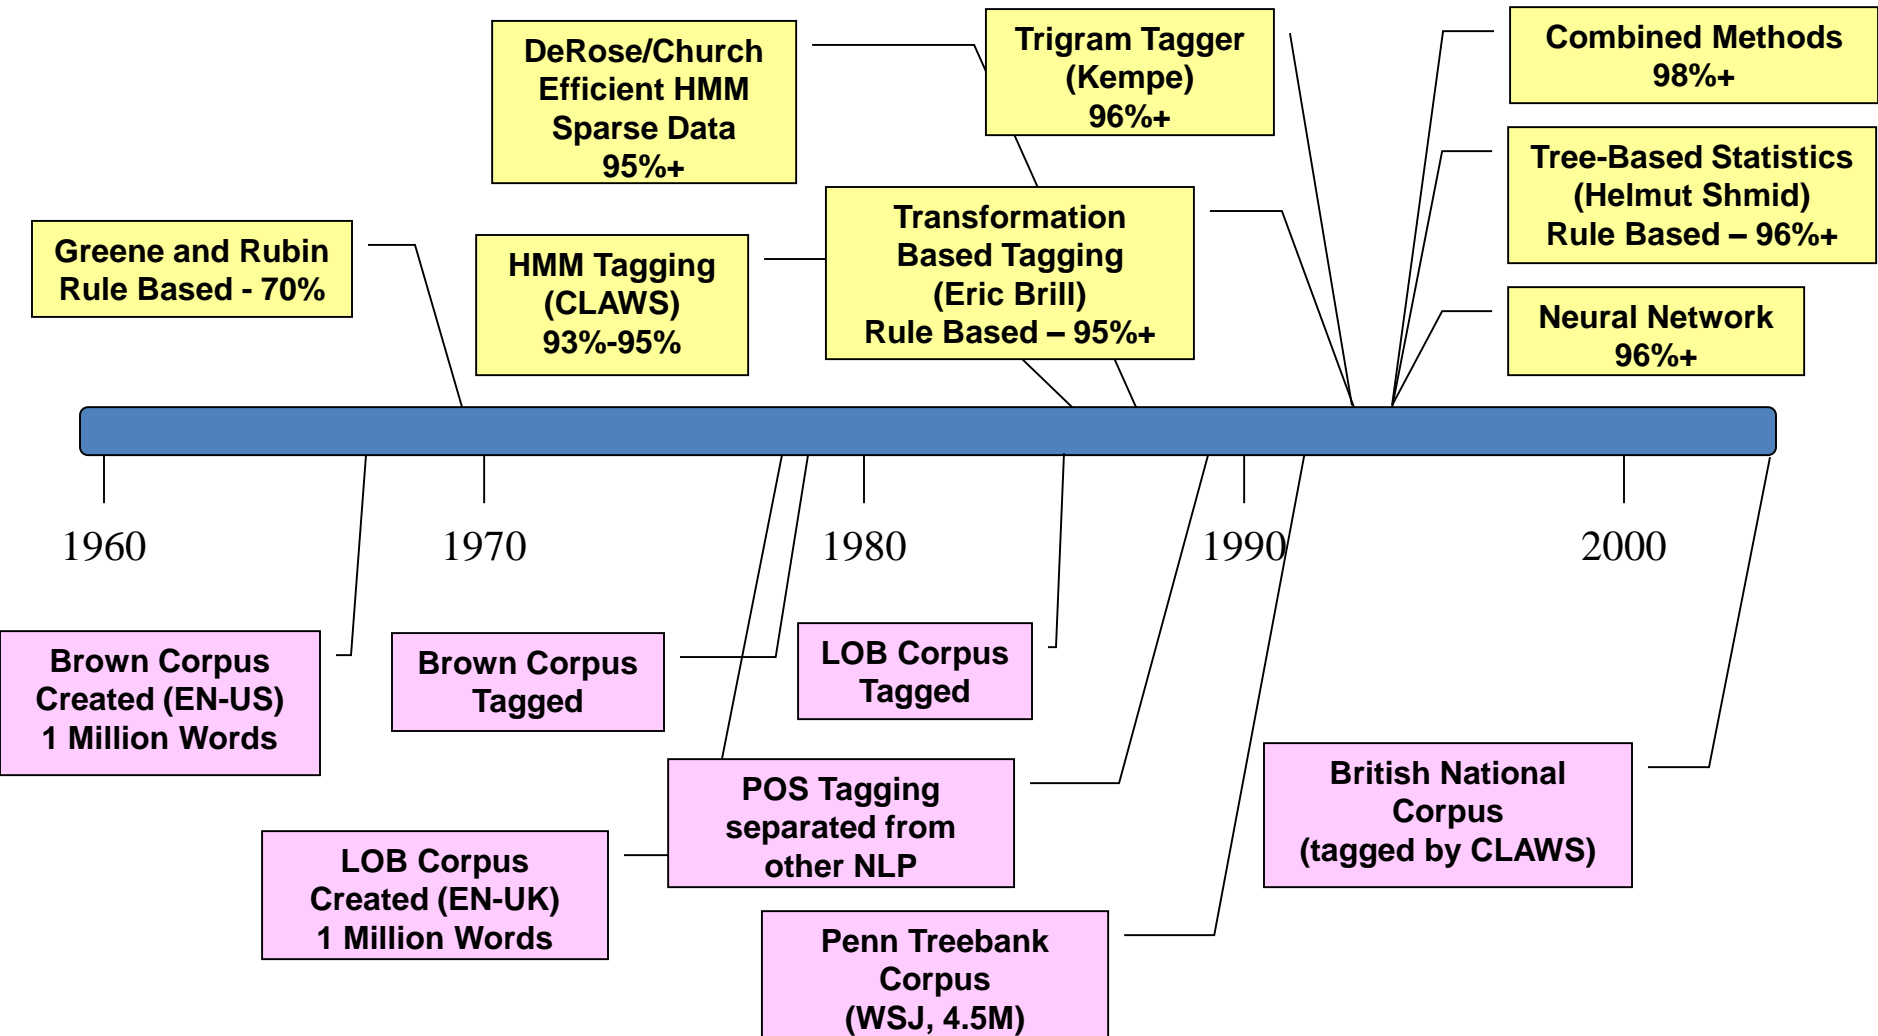 DeRose/Church
Efficient HMM
Sparse Data
95%+
Trigram Tagger
(Kempe)
96%+
Combined Methods
98%+
Tree-Based Statistics
(Helmut Shmid)
Rule Based – 96%+
Greene and Rubin
Rule Based - 70%
HMM Tagging
(CLAWS)
93%-95%
Transformation
Based Tagging
(Eric Brill)
Rule Based – 95%+
Neural Network
96%+
1960
1970
1980
1990
2000
Brown Corpus
Created (EN-US)
1 Million Words
Brown Corpus
Tagged
LOB Corpus
Tagged
POS Tagging
separated from
other NLP
British National
Corpus
(tagged by CLAWS)
LOB Corpus
Created (EN-UK)
1 Million Words
Penn Treebank
Corpus
(WSJ, 4.5M)